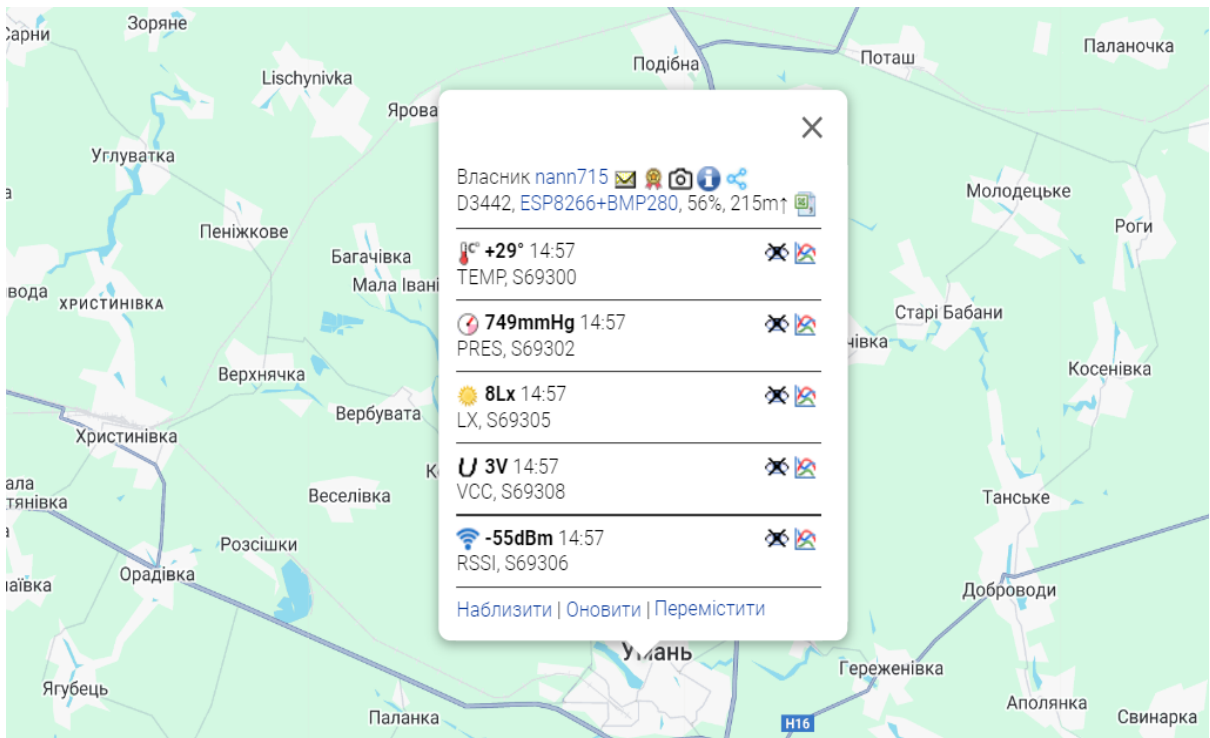 Сарни
Зоряне
Lischynivka
Подібна
Поташ
Паланочка
Ярова
Углуватка
Власник nann715
D3442, ESP8266+BMP280, 56%, 215m↑
Молодецьке
Роги
Пеніжкове
Багачівка
Мала Івані
+29° 14:57
TEMP, S69300
вода
ХРИСТИНІВКА
749mmHg 14:57
PRES, S69302
Старі Бабани
чівка
Косенівка
Верхнячка
8Lx 14:57
LX, S69305
Вербувата
Христинівка
U 3V 14:57
VCC, S69308
ала
тянівка
Веселівка
Танське
-55dBm 14:57
RSSI, S69306
Розсішки
Орадівка
аївка
Доброводи
Наблизити | Оновити | Перемістити
Умань
Гереженівка
Ягубець
Паланка
H16
Аполянка
Свинарка